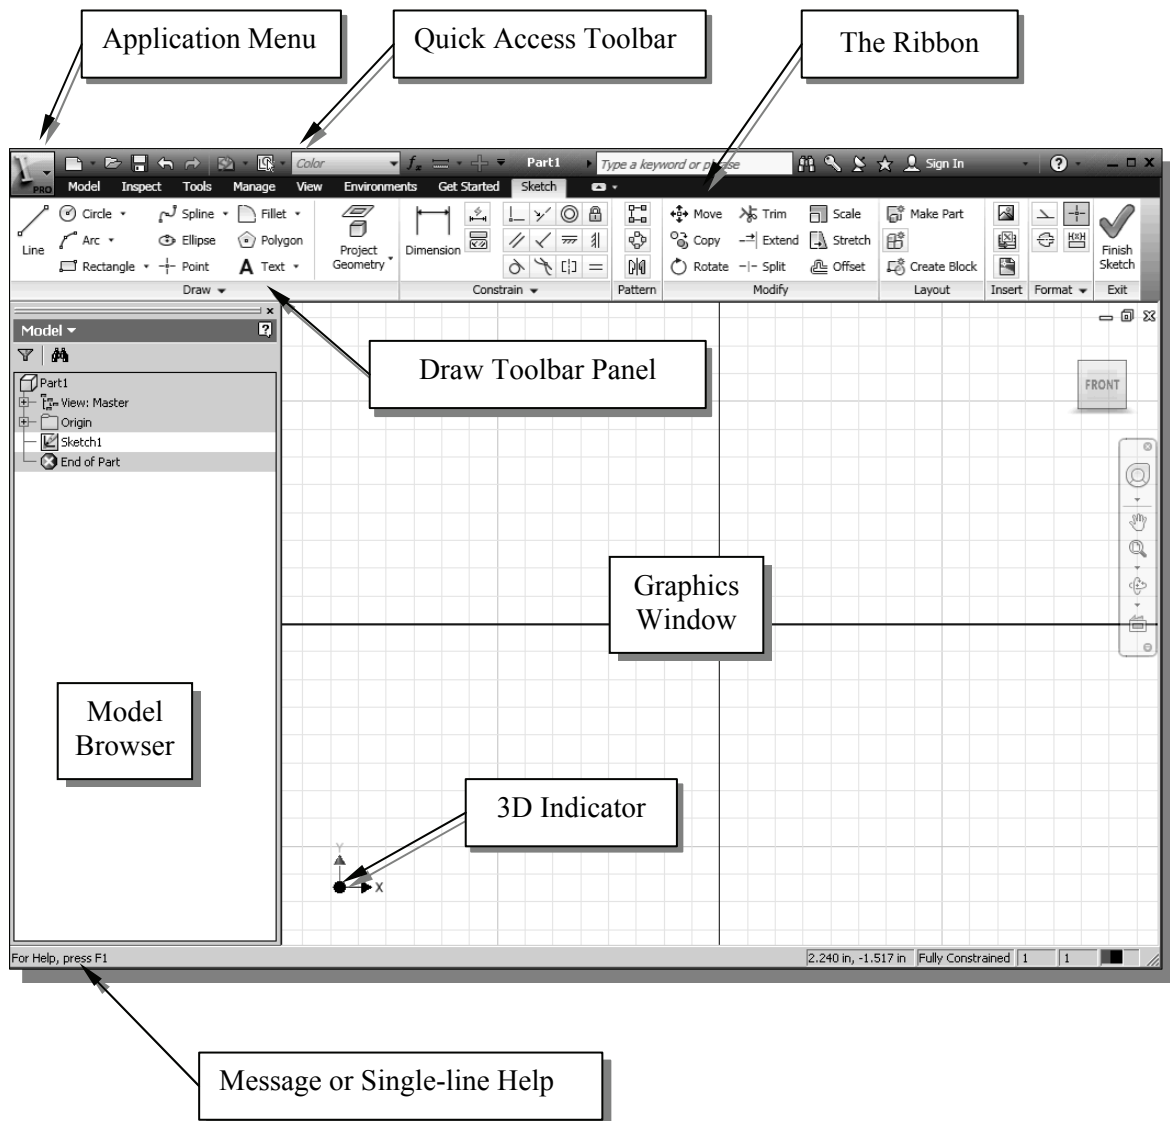 Application Menu
Quick Access Toolbar
The Ribbon
PRO
Color
Part1
Type a keyword or phrase
Sign In
Model Inspect Tools Manage View Environments Get Started Sketch
Line
Circle
Arc
Rectangle
Spline
Ellipse
Point
Fillet
Polygon
A Text
Project
Geometry
Dimension
Move
Copy
Rotate
Trim
Extend
Split
Scale
Stretch
Offset
Make Part
Create Block
Finish
Sketch
Draw Constrain Pattern Modify Layout Insert Format Exit
Model
Part1
View: Master
Origin
Sketch1
End of Part
Draw Toolbar Panel
FRONT
Graphics
Window
Model
Browser
3D Indicator
Y
X
For Help, press F1
2.240 in, -1.517 in Fully Constrained 1 1
Message or Single-line Help